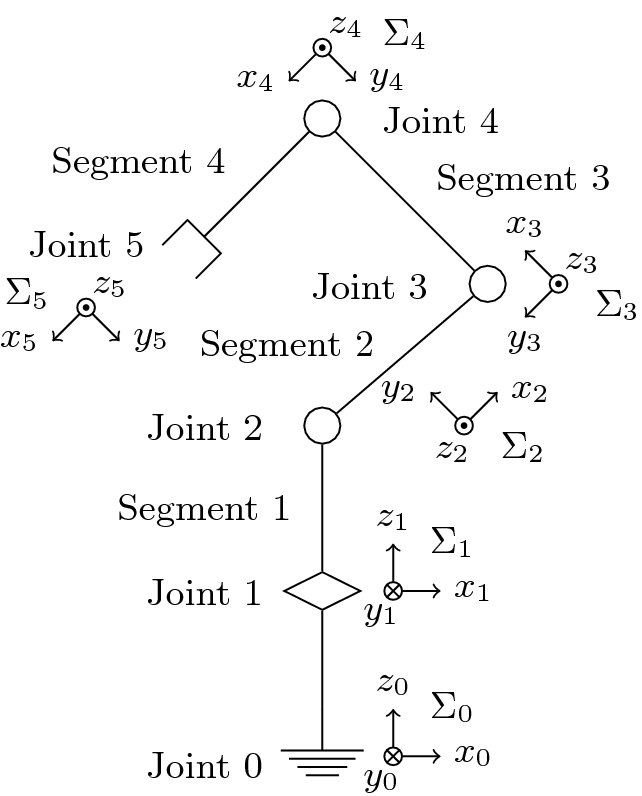 z₄ Σ₄
x₄ y₄
Joint 4
Segment 4
Segment 3
x₃
Joint 5
z₃
Σ₅ z₅
Joint 3
Σ₃
x₅ y₅
Segment 2
y₃
y₂ x₂
Joint 2
z₂ Σ₂
Segment 1
z₁ Σ₁
Joint 1
x₁
y₁
z₀ Σ₀
Joint 0
x₀
y₀